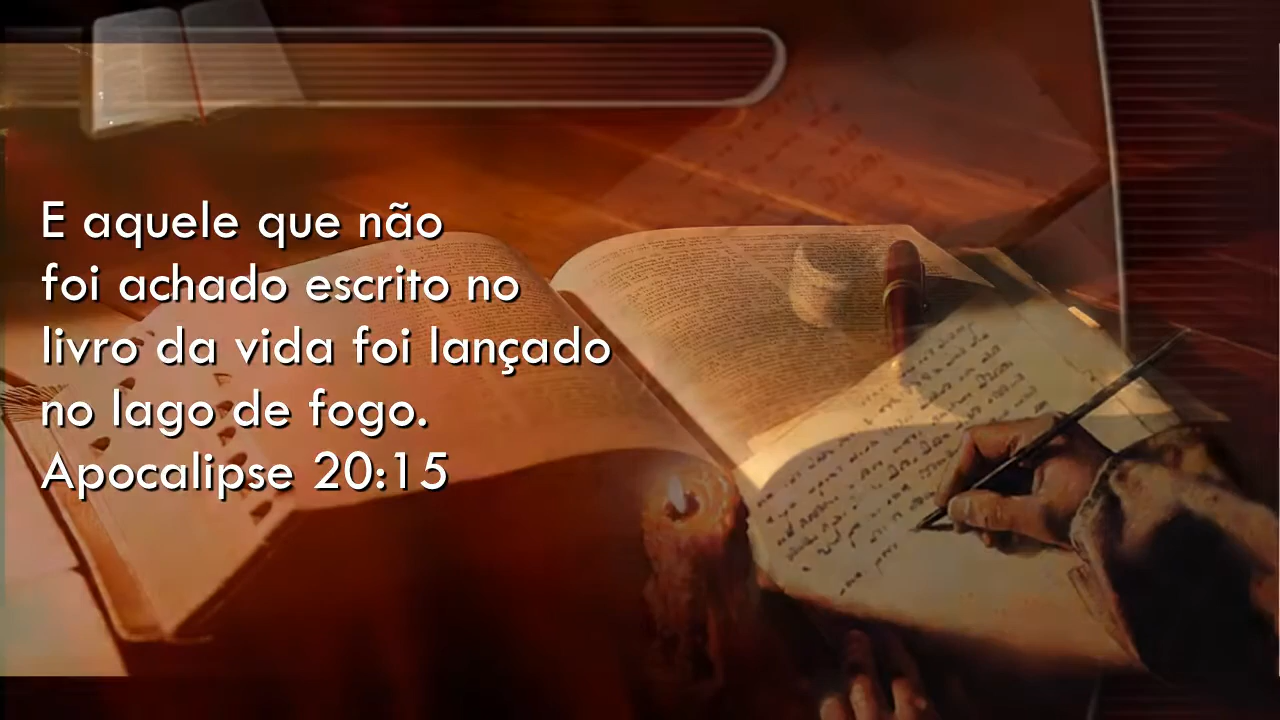 E aquele que não
foi achado escrito no
livro da vida foi lançado
no lago de fogo.
Apocalipse 20:15